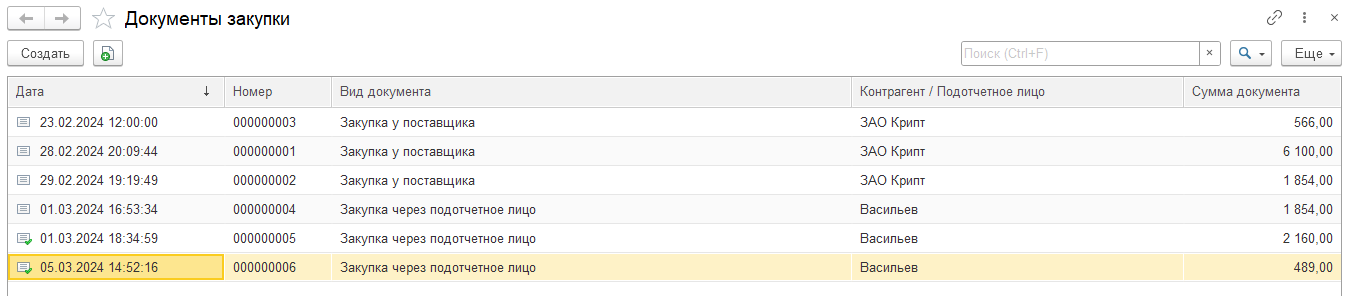 Документы закупки
Создать Поиск (Ctrl+F) × Еще
Дата ↓ Номер Вид документа Контрагент / Подотчетное лицо Сумма документа
23.02.2024 12:00:00 000000003 Закупка у поставщика ЗАО Крипт 566,00
28.02.2024 20:09:44 000000001 Закупка у поставщика ЗАО Крипт 6 100,00
29.02.2024 19:19:49 000000002 Закупка у поставщика ЗАО Крипт 1 854,00
01.03.2024 16:53:34 000000004 Закупка через подотчетное лицо Васильев 1 854,00
01.03.2024 18:34:59 000000005 Закупка через подотчетное лицо Васильев 2 160,00
05.03.2024 14:52:16 000000006 Закупка через подотчетное лицо Васильев 489,00